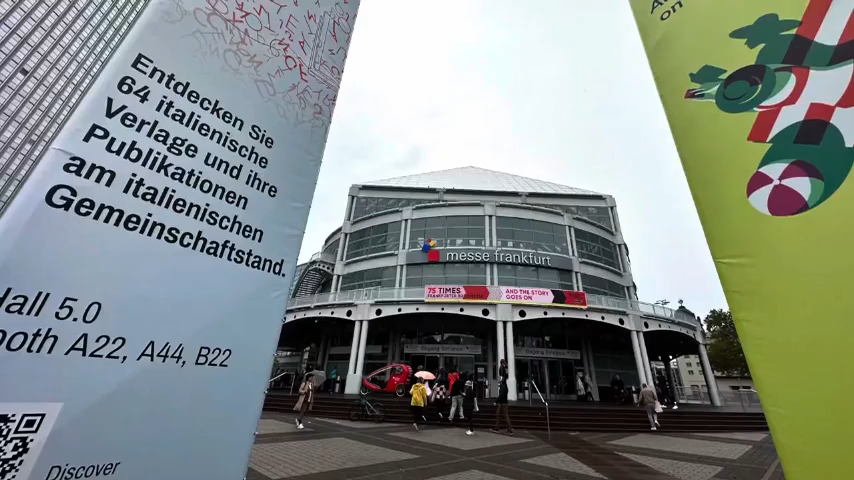 Entdecken Sie
64 italienische
Verlage und ihre
Publikationen
am italienischen
Gemeinschaftstand.
Hall 5.0
A22, A44, B22
Discover
messe frankfurt
75 TIMES
AND THE STORY
GOES ON
on